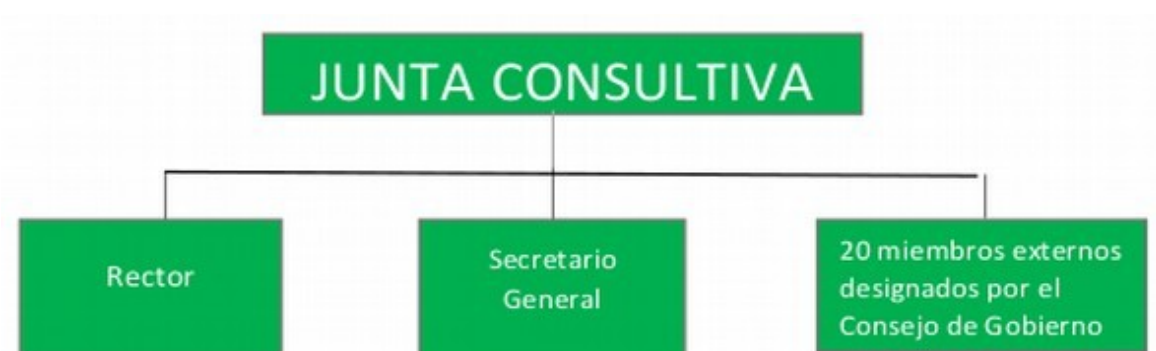 JUNTA CONSULTIVA
Rector
Secretario
General
20 miembros externos
designados por el
Consejo de Gobierno